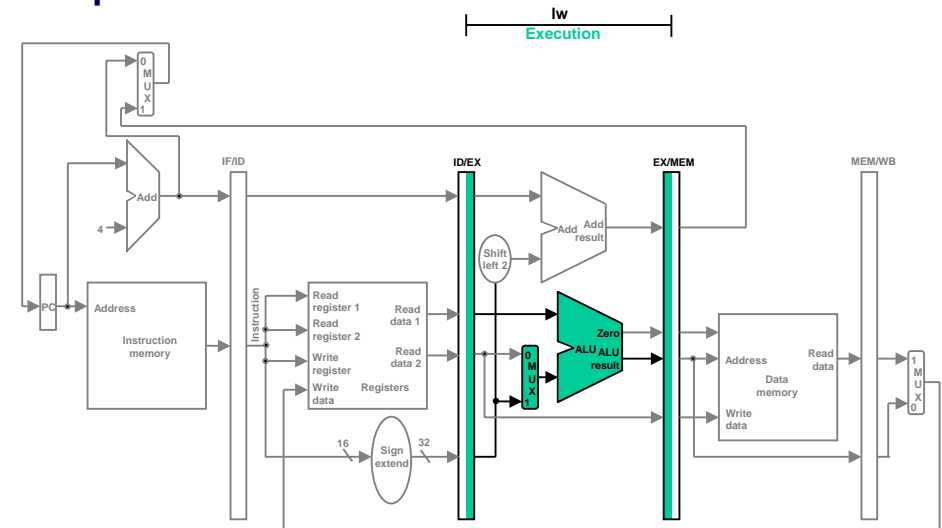 lw
Execution
0
M
U
X
1
IF/ID
ID/EX
EX/MEM
MEM/WB
Add
4
Add
Add
result
Shift
left 2
PC
Address
Instruction
memory
Instruction
Read
register 1
Read
register 2
Write
register
Write
data
Read
data 1
Read
data 2
Registers
0
M
U
X
1
Zero
ALU
ALU
result
Address
Read
data
Data
memory
Write
data
1
M
U
X
0
16
Sign
extend
32